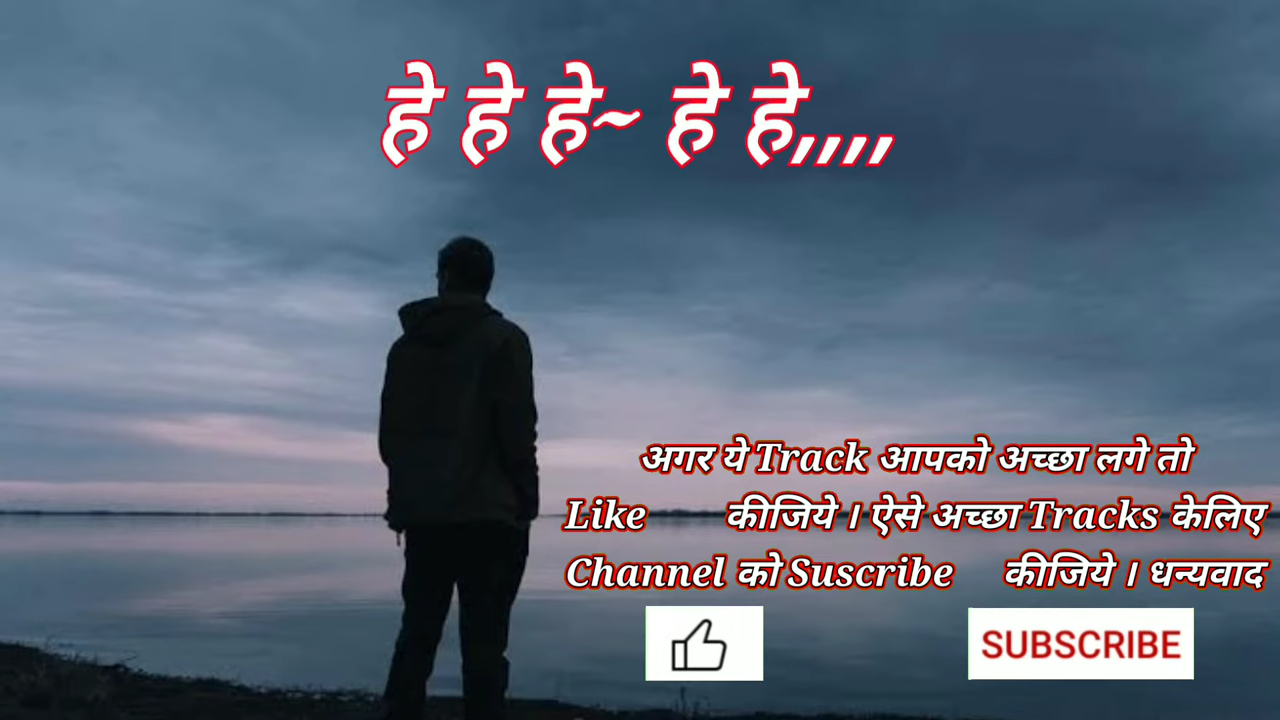 हे हे हे~ हे हे,,,,
अगर ये Track आपको अच्छा लगे तो
Like कीजिये । ऐसे अच्छा Tracks केलिए
Channel को Suscribe कीजिये । धन्यवाद
SUBSCRIBE